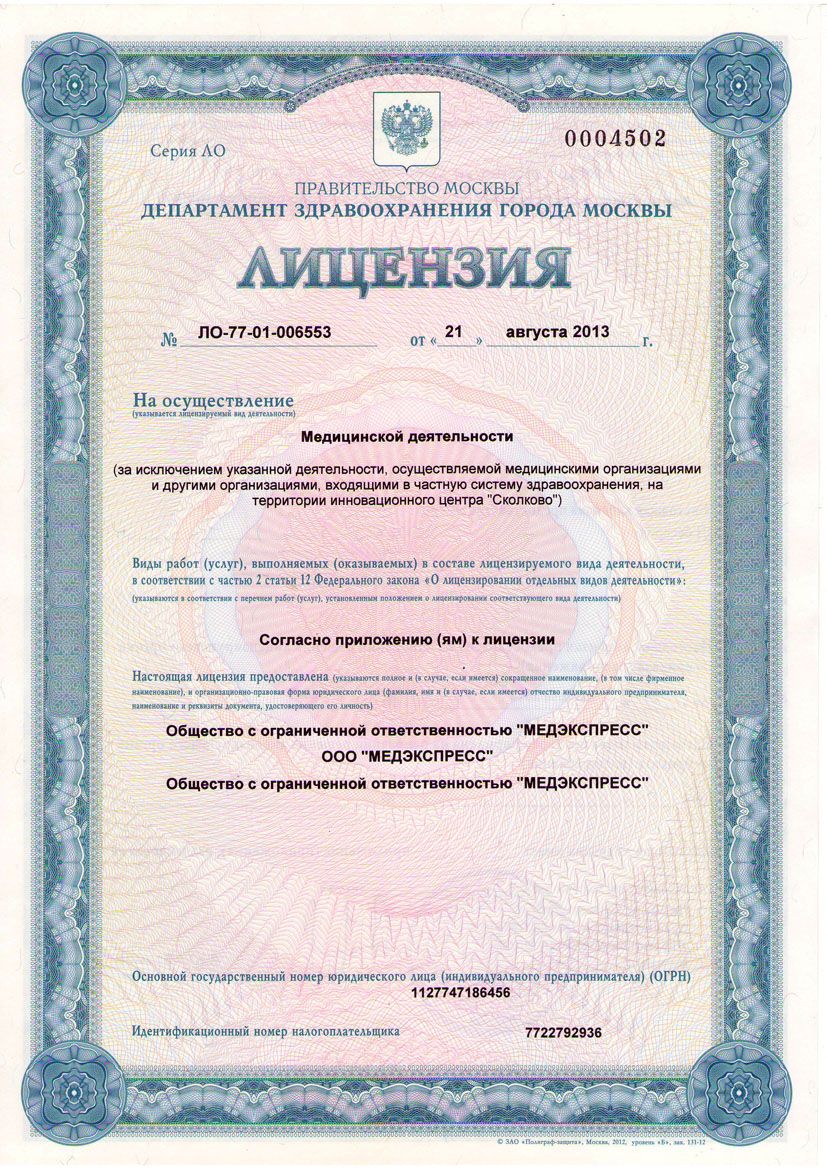 Серия ЛО
0004502
ПРАВИТЕЛЬСТВО МОСКВЫ
ДЕПАРТАМЕНТ ЗДРАВООХРАНЕНИЯ ГОРОДА МОСКВЫ
ЛИЦЕНЗИЯ
№ ЛО-77-01-006553 от « 21 » августа 2013 г.
На осуществление
(указывается лицензируемый вид деятельности)
Медицинской деятельности
(за исключением указанной деятельности, осуществляемой медицинскими организациями
и другими организациями, входящими в частную систему здравоохранения, на
территории инновационного центра "Сколково")
Виды работ (услуг), выполняемых (оказываемых) в составе лицензируемого вида деятельности,
в соответствии с частью 2 статьи 12 Федерального закона «О лицензировании отдельных видов деятельности»:
(указываются в соответствии с перечнем работ (услуг), установленным положением о лицензировании соответствующего вида деятельности)
Согласно приложению (ям) к лицензии
Настоящая лицензия предоставлена (указываются полное и (в случае, если имеется) сокращенное наименование, (в том числе фирменное
наименование), и организационно-правовая форма юридического лица (фамилия, имя и (в случае, если имеется) отчество индивидуального предпринимателя,
наименование и реквизиты документа, удостоверяющего его личность)
Общество с ограниченной ответственностью "МЕДЭКСПРЕСС"
ООО "МЕДЭКСПРЕСС"
Общество с ограниченной ответственностью "МЕДЭКСПРЕСС"
Основной государственный номер юридического лица (индивидуального предпринимателя) (ОГРН)
1127747186456
Идентификационный номер налогоплательщика 7722792936
© ЗАО «Полиграф-защита», Москва, 2012, уровень «Б», зак. 131-12